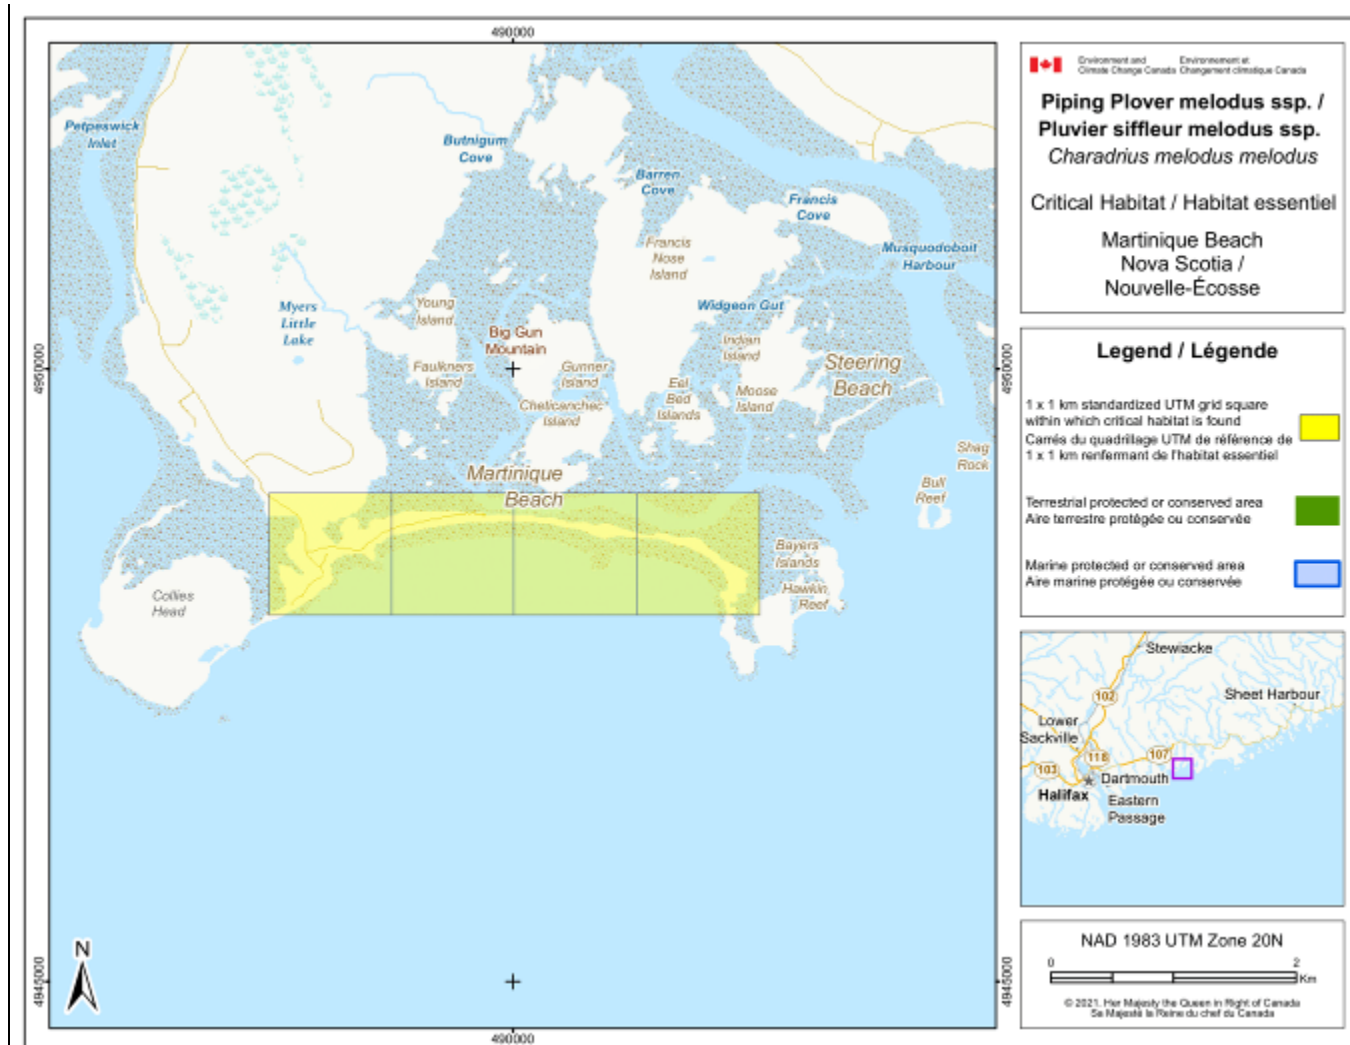 490000
Petpeswick
Inlet
Butnigum
Cove
Barren
Cove
Francis
Cove
Francis
Nose
Island
Musquodoboit
Harbour
Young
Island
Myers
Little
Lake
Widgeon Gut
Big Gun
Mountain
Indian
Island
Steering
Beach
4950000
4950000
Faulkners
Island
Gunner
Island
Eel
Bed
Islands
Moose
Island
Cheticanchec
Island
Shag
Rock
Martinique
Beach
Bull
Reef
Bayers
Islands
Collies
Head
Hawkin
Reef
N
4945000
4945000
490000
Environment and
Climate Change Canada
Environnement et
Changement climatique Canada
Piping Plover melodus ssp. /
Pluvier siffleur melodus ssp.
Charadrius melodus melodus
Critical Habitat / Habitat essentiel
Martinique Beach
Nova Scotia /
Nouvelle-Écosse
Legend / Légende
1 x 1 km standardized UTM grid square
within which critical habitat is found
Carrés du quadrillage UTM de référence de
1 x 1 km renfermant de l'habitat essentiel
Terrestrial protected or conserved area
Aire terrestre protégée ou conservée
Marine protected or conserved area
Aire marine protégée ou conservée
Stewiacke
102
Sheet Harbour
Lower
Sackville
118
107
103
Dartmouth
Halifax
Eastern
Passage
NAD 1983 UTM Zone 20N
0 2
Km
© 2021. Her Majesty the Queen in Right of Canada
Sa Majesté la Reine du chef du Canada